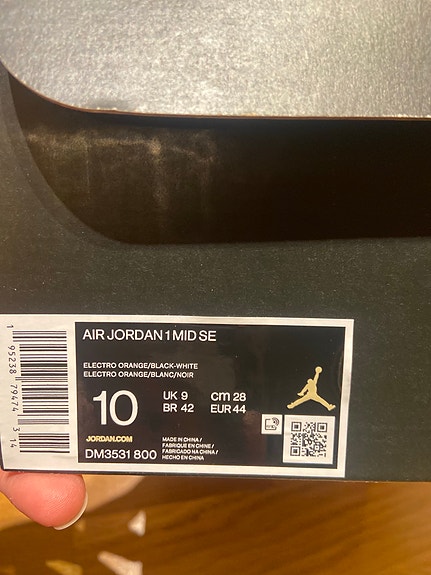 AIR JORDAN 1 MID SE
ELECTRO ORANGE/BLACK-WHITE
ELECTRO ORANGE/BLANC/NOIR
10
UK 9 cm 28
BR 42 EUR 44
JORDAN.COM
DM3531 800
MADE IN CHINA /
FABRIQUE EN CHINE /
FABRICADO NA CHINA /
HECHO EN CHINA
1 95238 79474 3 14